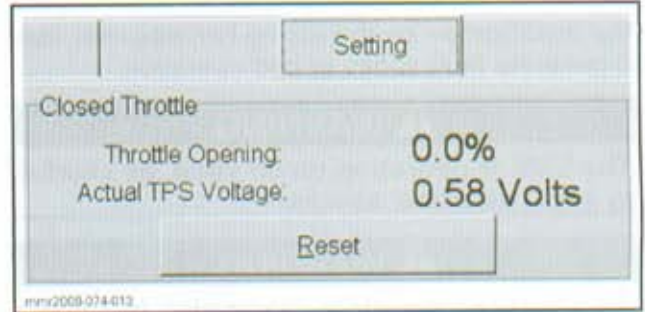 Setting
Closed Throttle
Throttle Opening: 0.0%
Actual TPS Voltage: 0.58 Volts
Reset
mmr2009-074-013